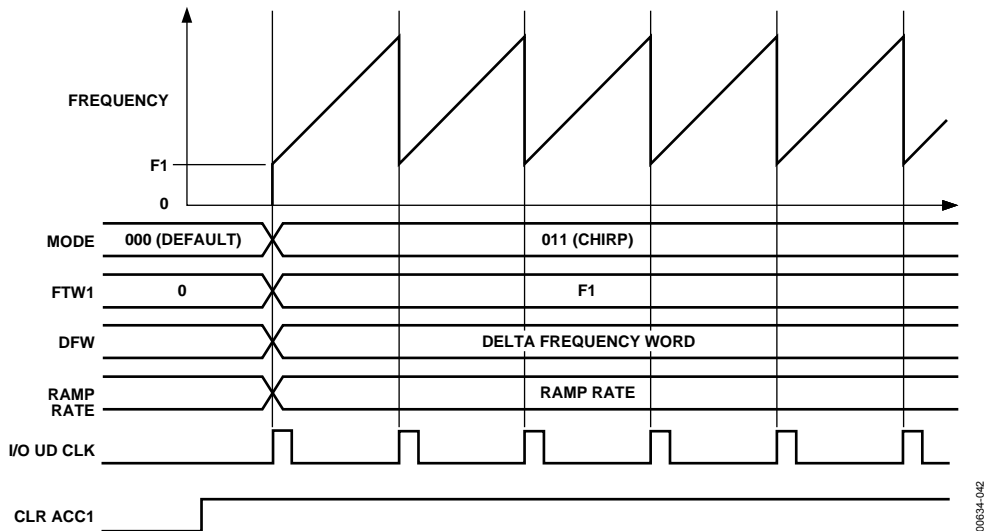 FREQUENCY
F1
0
MODE 000 (DEFAULT) 011 (CHIRP)
FTW1 0 F1
DFW DELTA FREQUENCY WORD
RAMP
RATE RAMP RATE
I/O UD CLK
CLR ACC1
00634-042